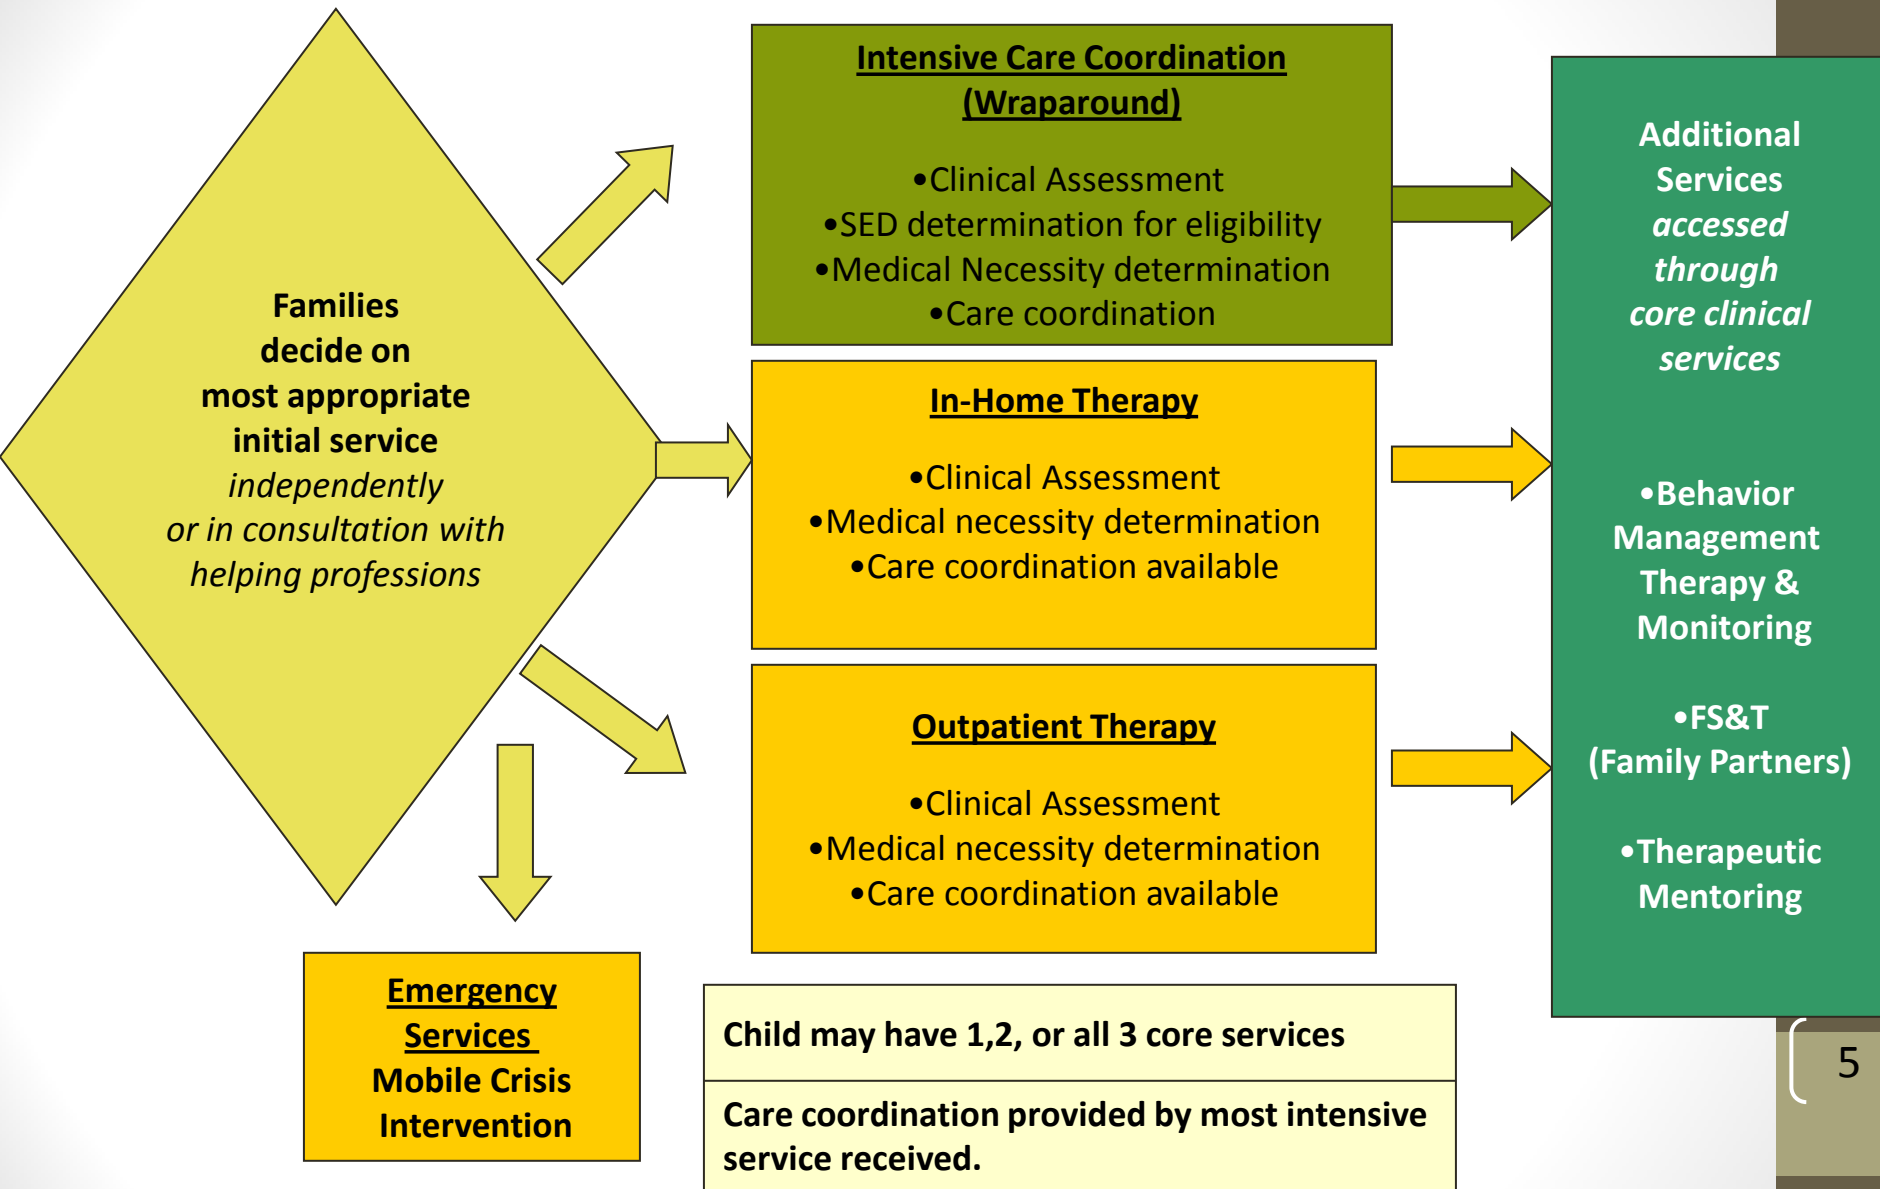 Families
decide on
most appropriate
initial service
independently
or in consultation with
helping professions
Intensive Care Coordination
(Wraparound)
•Clinical Assessment
•SED determination for eligibility
•Medical Necessity determination
•Care coordination
In-Home Therapy
•Clinical Assessment
•Medical necessity determination
•Care coordination available
Outpatient Therapy
•Clinical Assessment
•Medical necessity determination
•Care coordination available
Additional
Services
accessed
through
core clinical
services
•Behavior
Management
Therapy &
Monitoring
•FS&T
(Family Partners)
•Therapeutic
Mentoring
Emergency
Services
Mobile Crisis
Intervention
Child may have 1,2, or all 3 core services
Care coordination provided by most intensive
service received.
5